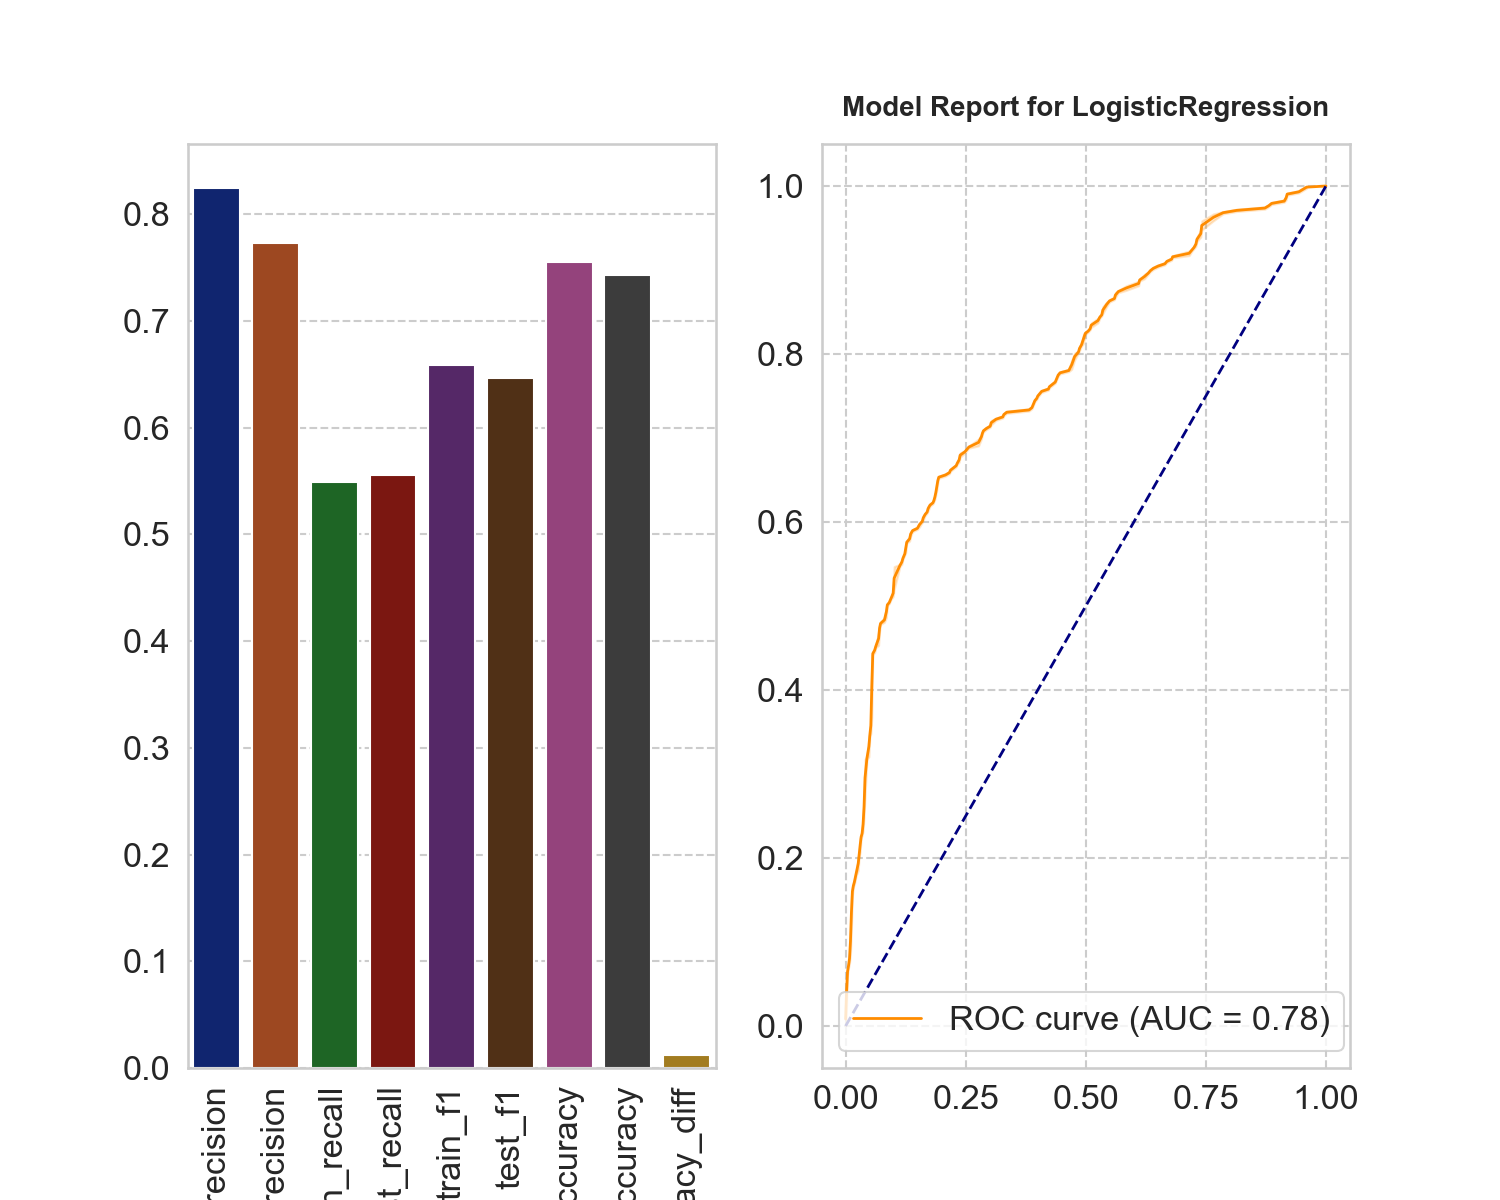 Model Report for LogisticRegression
0.8
0.7
0.6
0.5
0.4
0.3
0.2
0.1
0.0
recision
recision
n_recall
t_recall
train_f1
test_f1
ccuracy
ccuracy
acy_diff
1.0
0.8
0.6
0.4
0.2
0.0
ROC curve (AUC = 0.78)
0.00 0.25 0.50 0.75 1.00